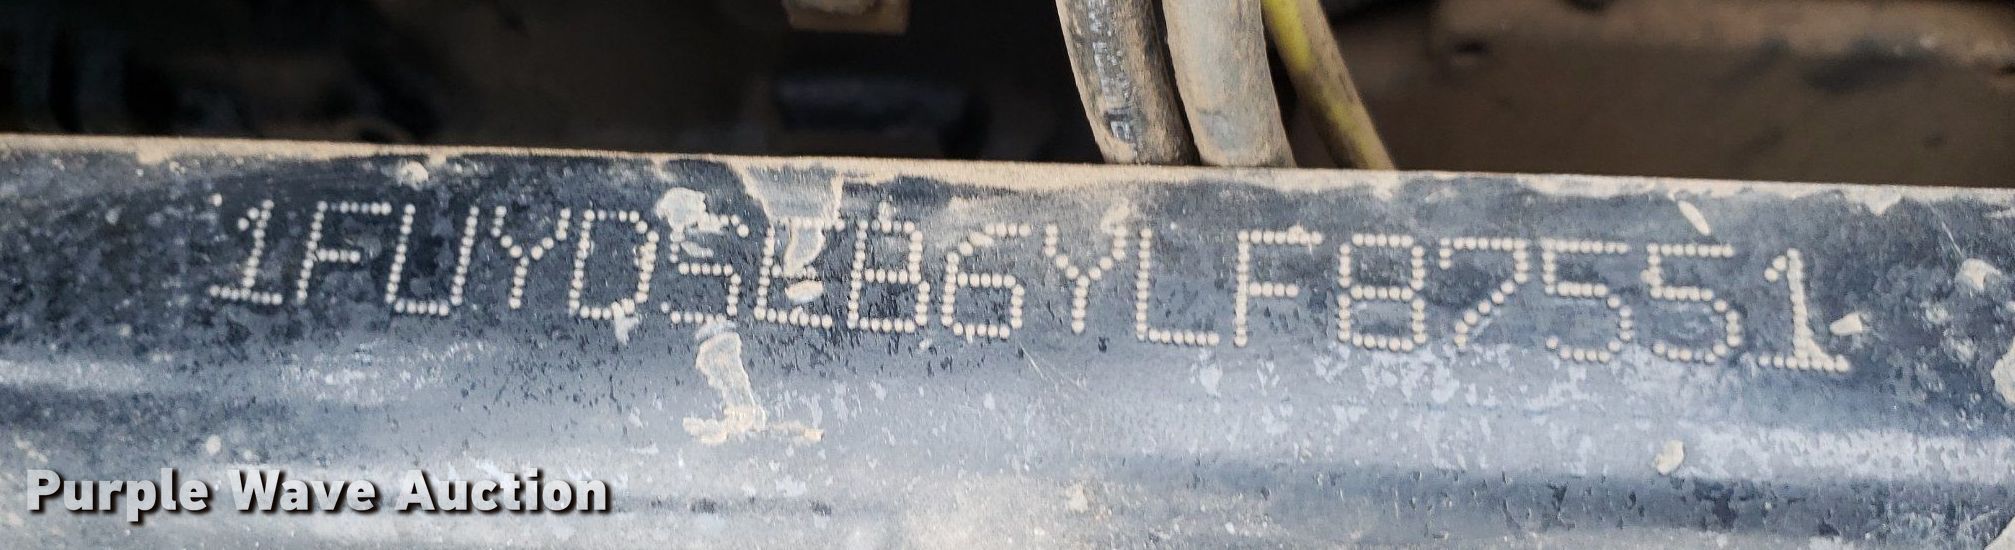 1FUYDSEB6YLF87551
Purple Wave Auction